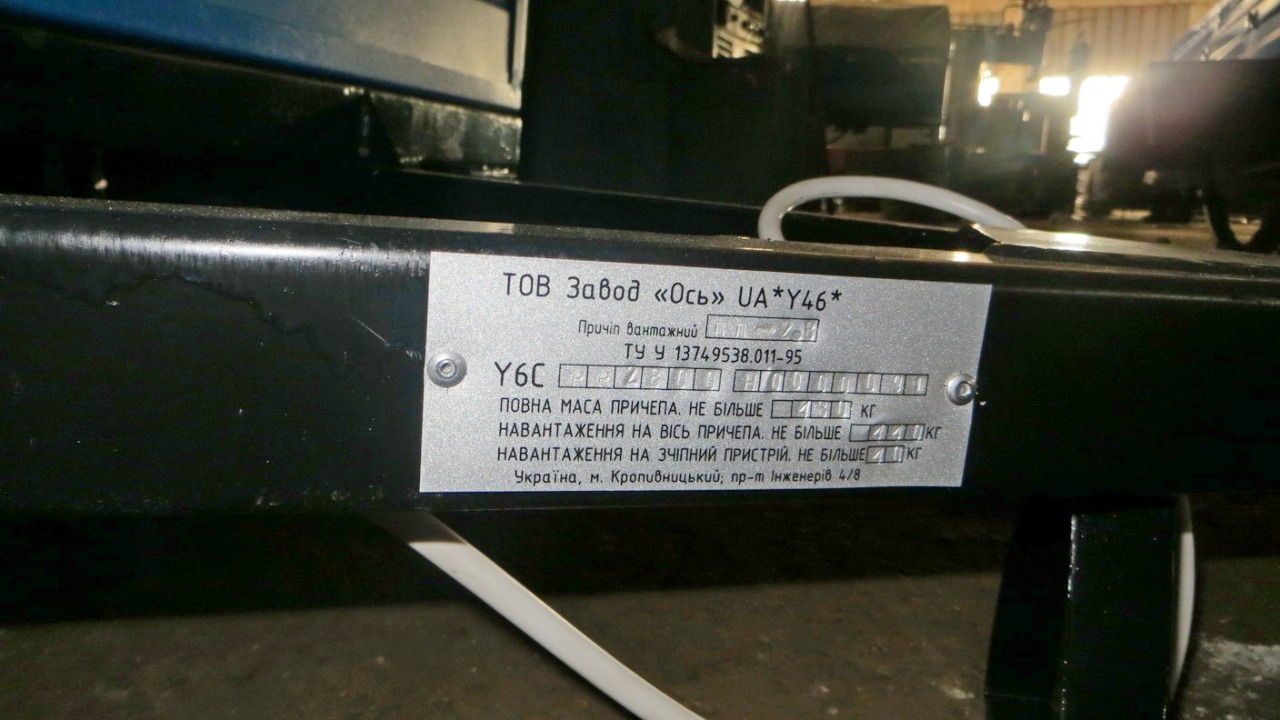 ТОВ Завод «Ось» UA*Y46*
Причіп вантажний
ТУ У 13749538.011-95
Y6C
ПОВНА МАСА ПРИЧЕПА. НЕ БІЛЬШЕ КГ
НАВАНТАЖЕННЯ НА ВІСЬ ПРИЧЕПА. НЕ БІЛЬШЕ КГ
НАВАНТАЖЕННЯ НА ЗЧІПНИЙ ПРИСТРІЙ. НЕ БІЛЬШЕ КГ
Україна, м. Кропивницький; пр-т Інженерів 4/8